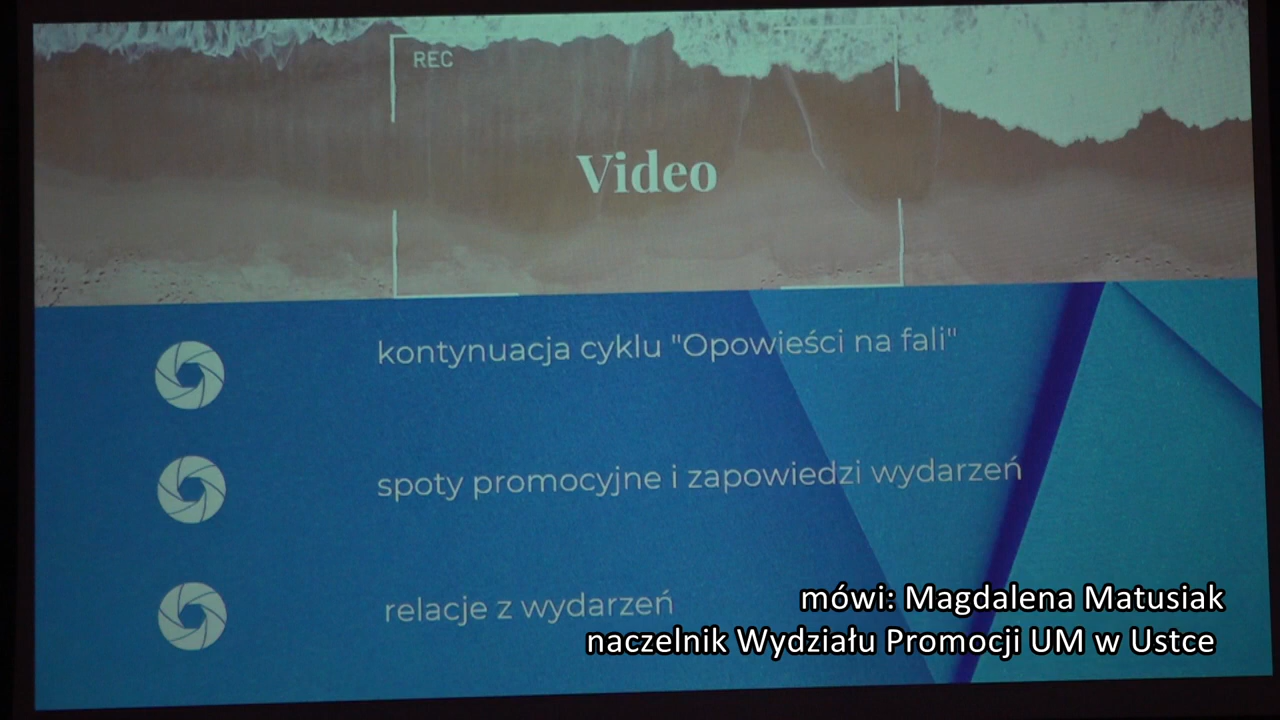 REC
Video
kontynuacja cyklu "Opowieści na fali"
spoty promocyjne i zapowiedzi wydarzeń
relacje z wydarzeń
mówi: Magdalena Matusiak
naczelnik Wydziału Promocji UM w Ustce